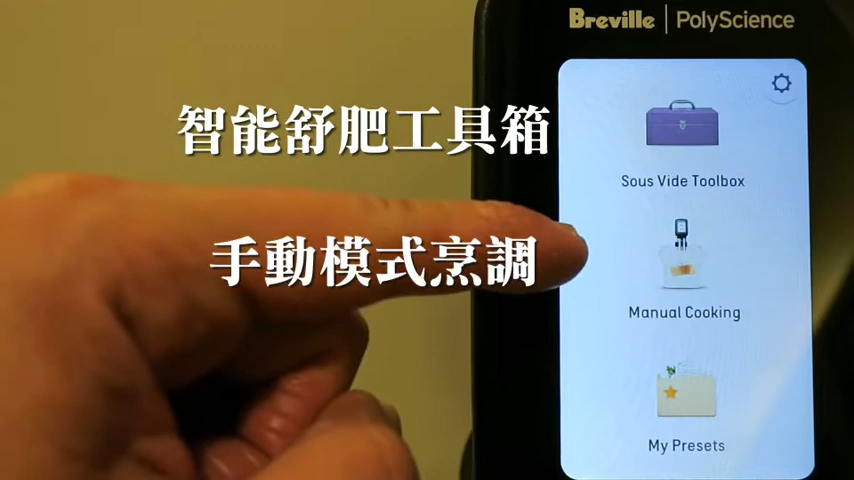 Breville | PolyScience
智能舒肥工具箱
Sous Vide Toolbox
手動模式烹調
Manual Cooking
My Presets